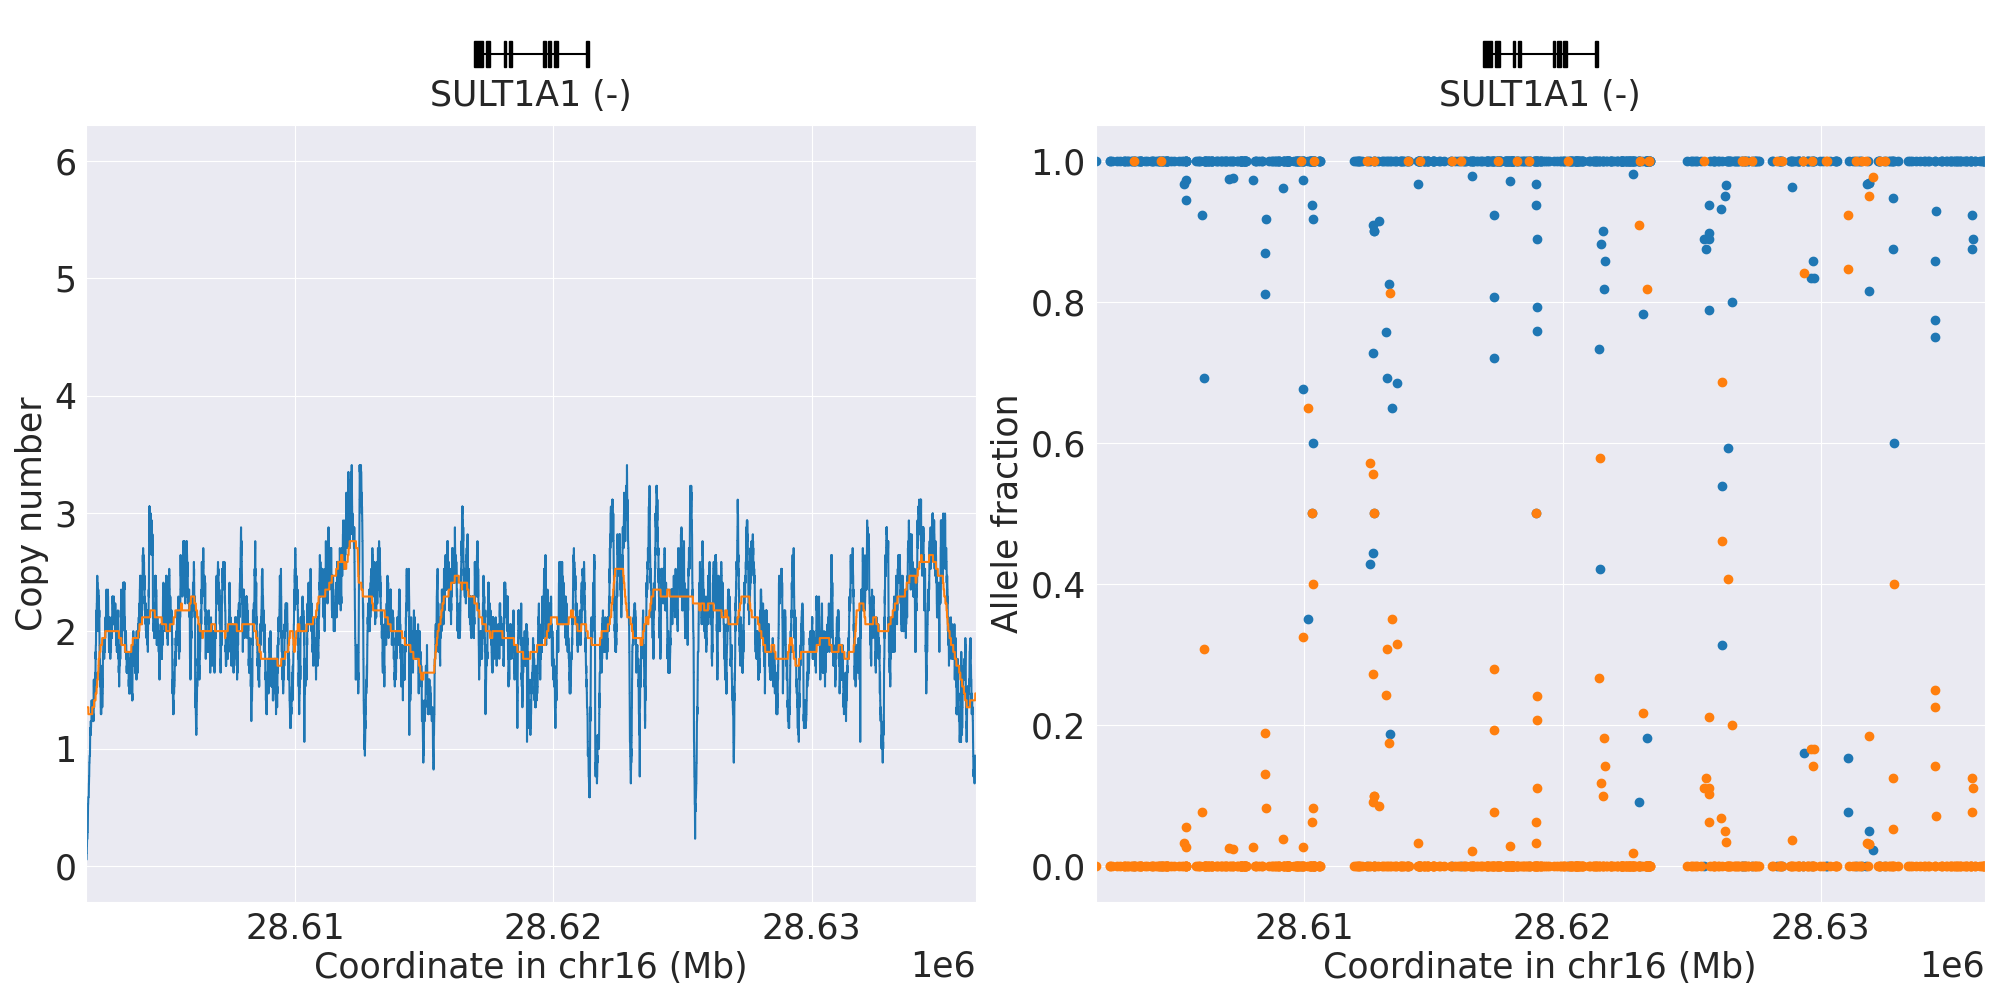 SULT1A1 (-)
6
5
4
3
2
1
0
Copy number
28.61
28.62
28.63
Coordinate in chr16 (Mb)
1e6
SULT1A1 (-)
1.0
0.8
0.6
0.4
0.2
0.0
Allele fraction
28.61
28.62
28.63
Coordinate in chr16 (Mb)
1e6